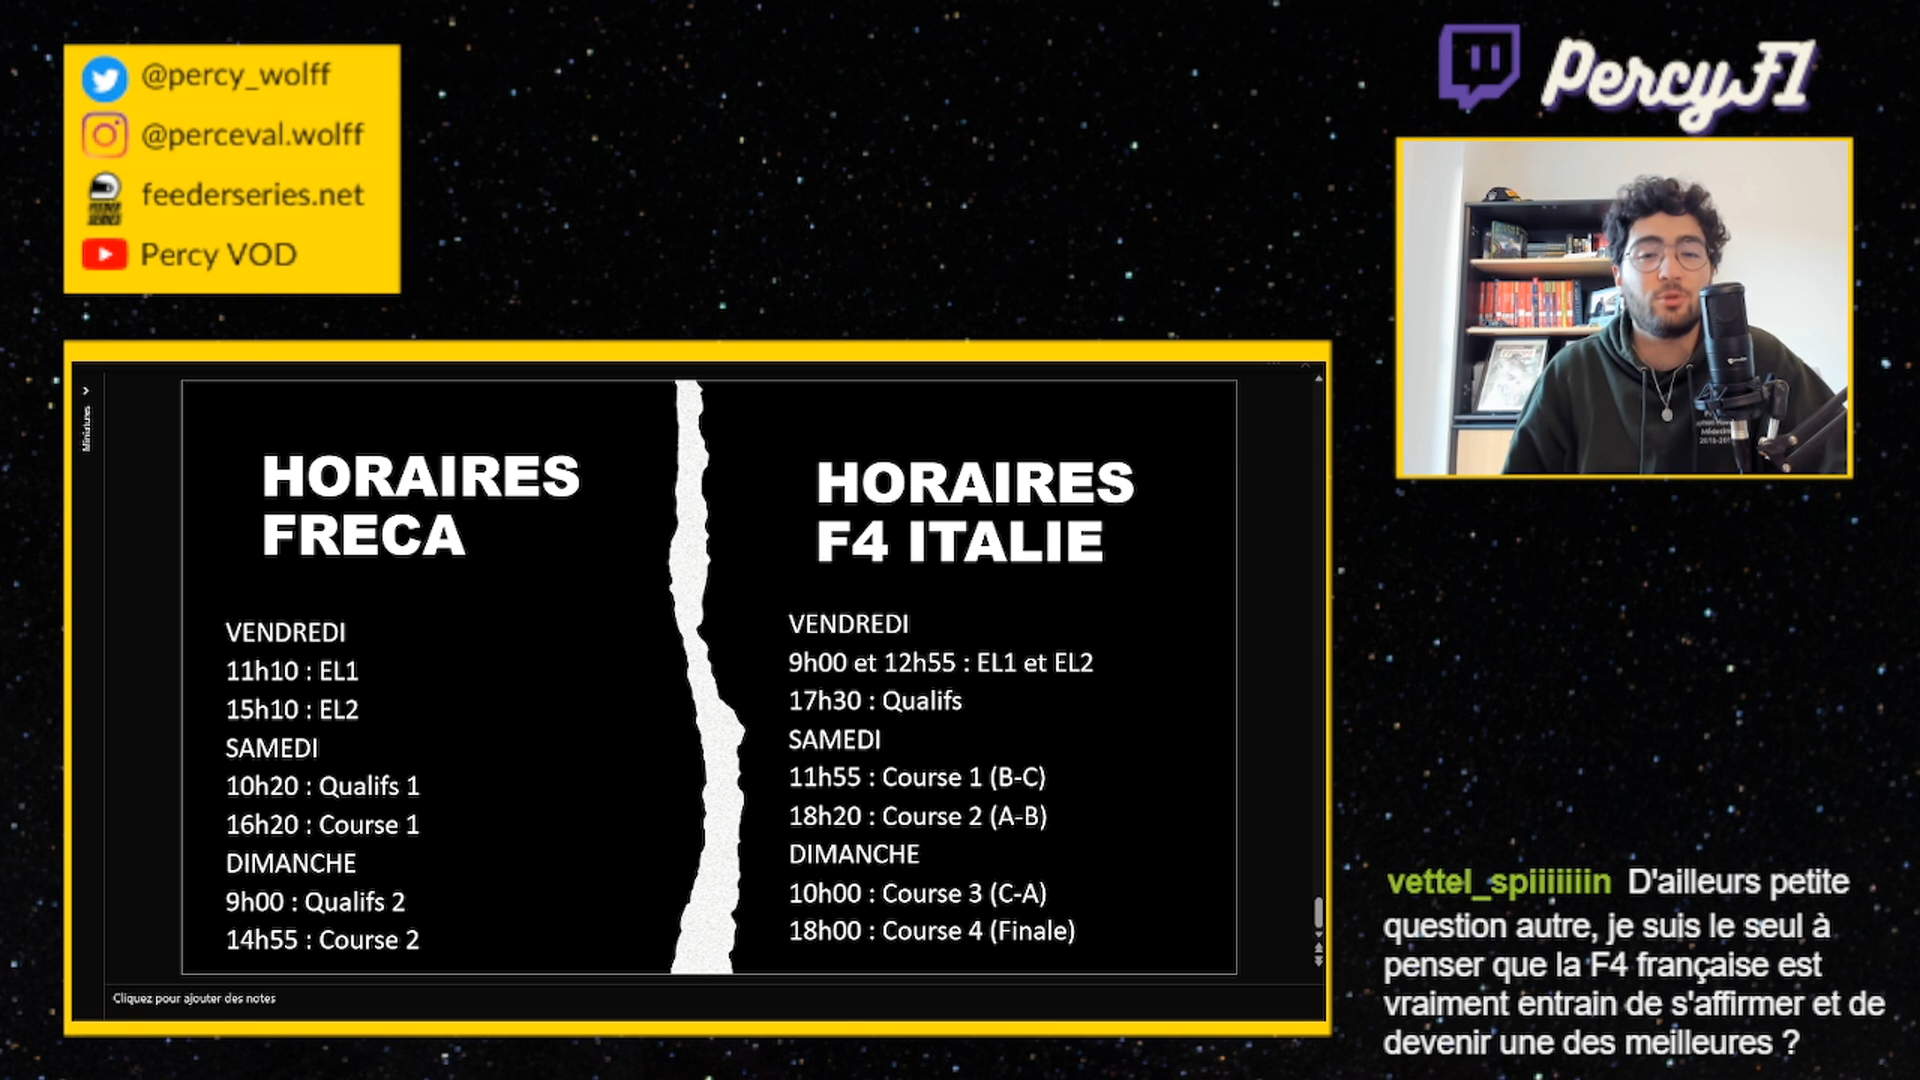 @percy_wolff
@perceval.wolff
feederseries.net
Percy VOD
PercyF1
Miniatures
HORAIRES
FRECA
VENDREDI
11h10 : EL1
15h10 : EL2
SAMEDI
10h20 : Qualifs 1
16h20 : Course 1
DIMANCHE
9h00 : Qualifs 2
14h55 : Course 2
HORAIRES
F4 ITALIE
VENDREDI
9h00 et 12h55 : EL1 et EL2
17h30 : Qualifs
SAMEDI
11h55 : Course 1 (B-C)
18h20 : Course 2 (A-B)
DIMANCHE
10h00 : Course 3 (C-A)
18h00 : Course 4 (Finale)
Cliquez pour ajouter des notes
vettel_spiiiiiiin D'ailleurs petite
question autre, je suis le seul à
penser que la F4 française est
vraiment entrain de s'affirmer et de
devenir une des meilleures ?